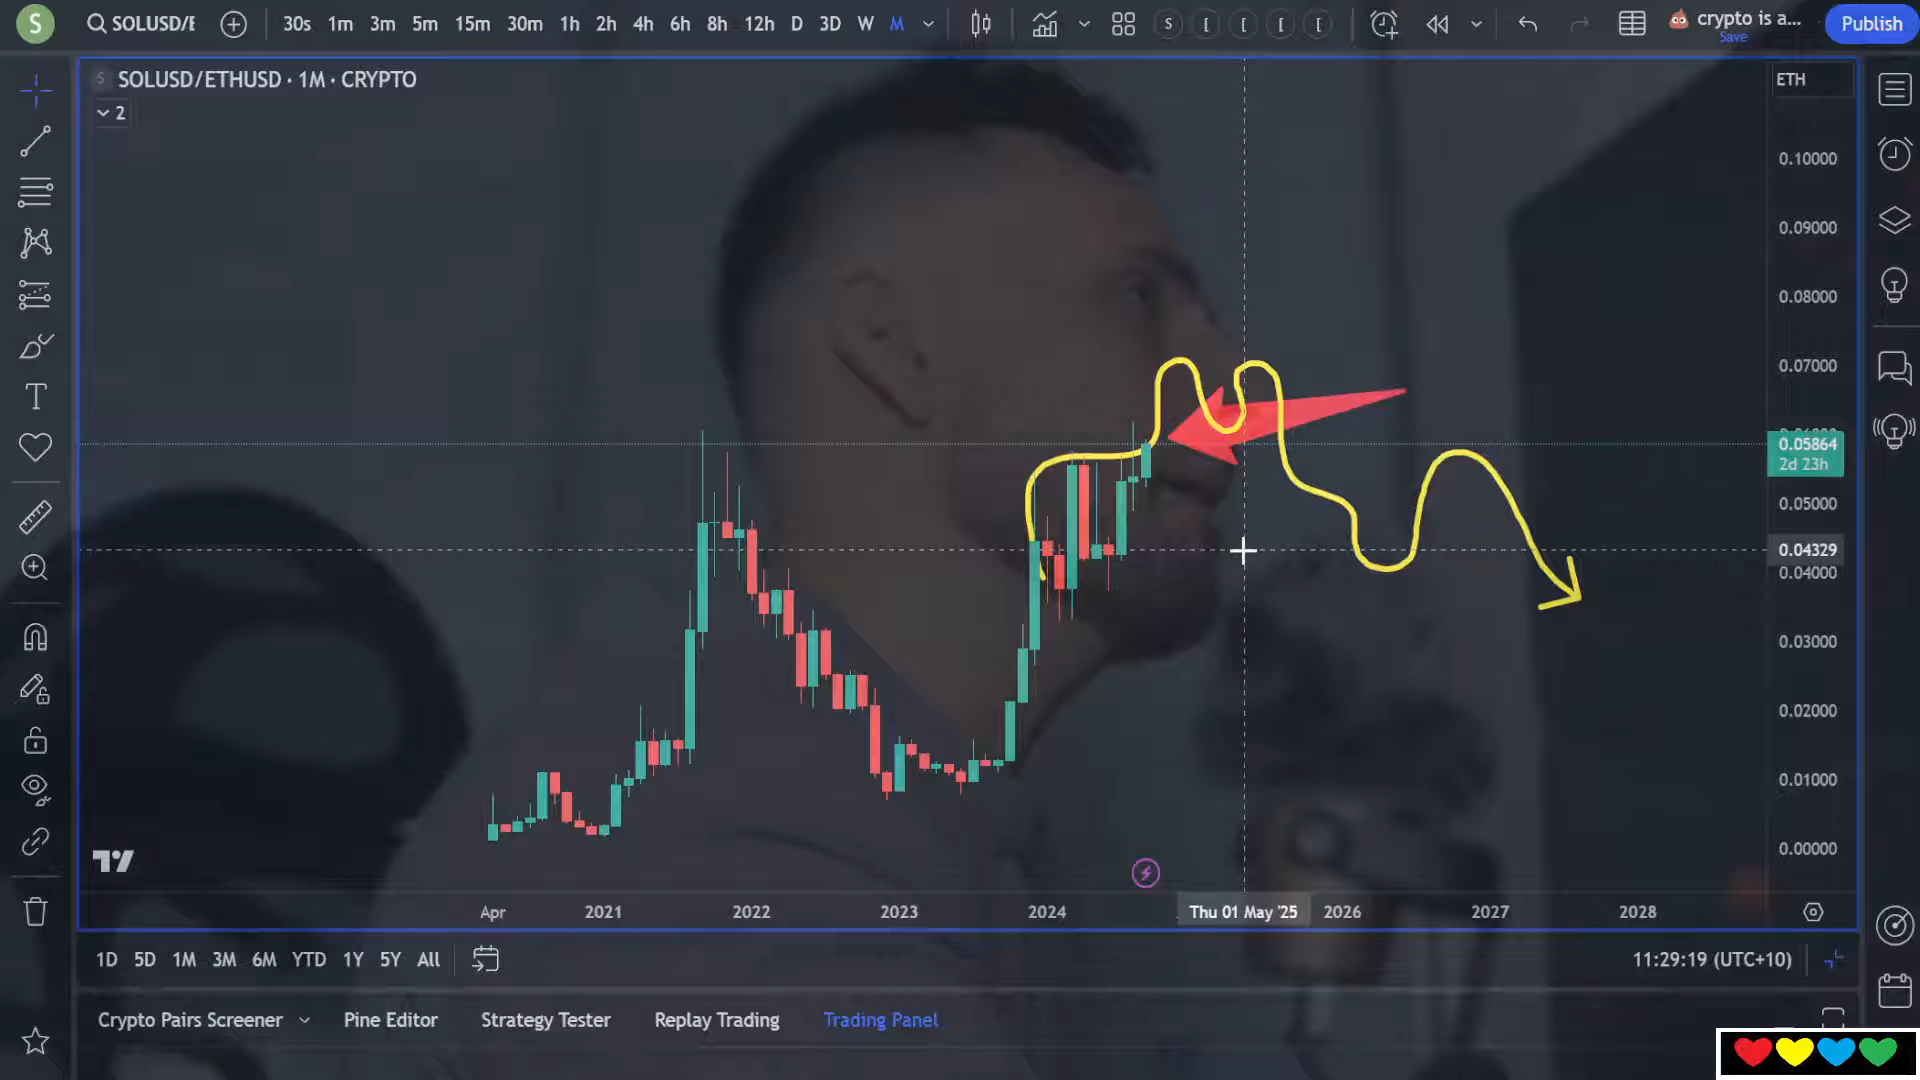 S
SOLUSD/E
30s 1m 3m 5m 15m 30m 1h 2h 4h 6h 8h 12h D 3D W M
S
crypto is a...
Save
Publish
S SOLUSD/ETHUSD · 1M · CRYPTO
2
ETH
0.10000
0.09000
0.08000
0.07000
0.05864
2d 23h
0.05000
0.04329
0.04000
0.03000
0.02000
0.01000
0.00000
Apr 2021 2022 2023 2024 Thu 01 May '25 2026 2027 2028
1D 5D 1M 3M 6M YTD 1Y 5Y All
11:29:19 (UTC+10)
Crypto Pairs Screener Pine Editor Strategy Tester Replay Trading Trading Panel